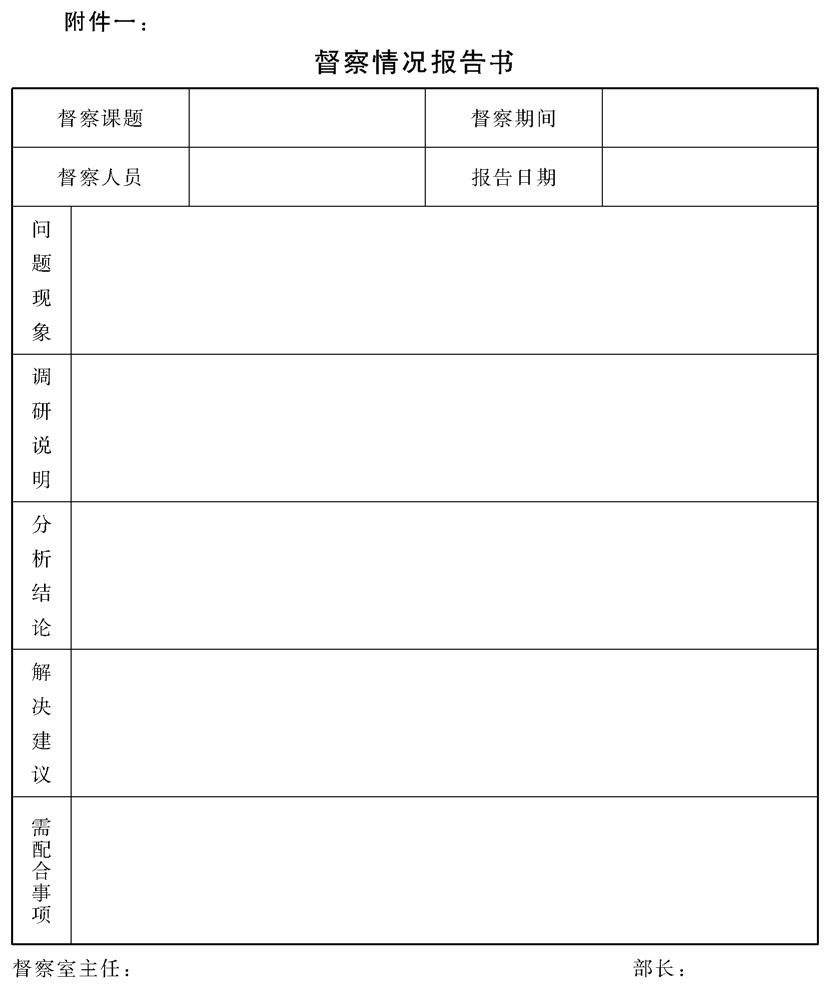 附件一：
督察情况报告书
督察课题 督察期间
督察人员 报告日期
问题现象
调研说明
分析结论
解决建议
需配合事项
督察室主任： 部长：